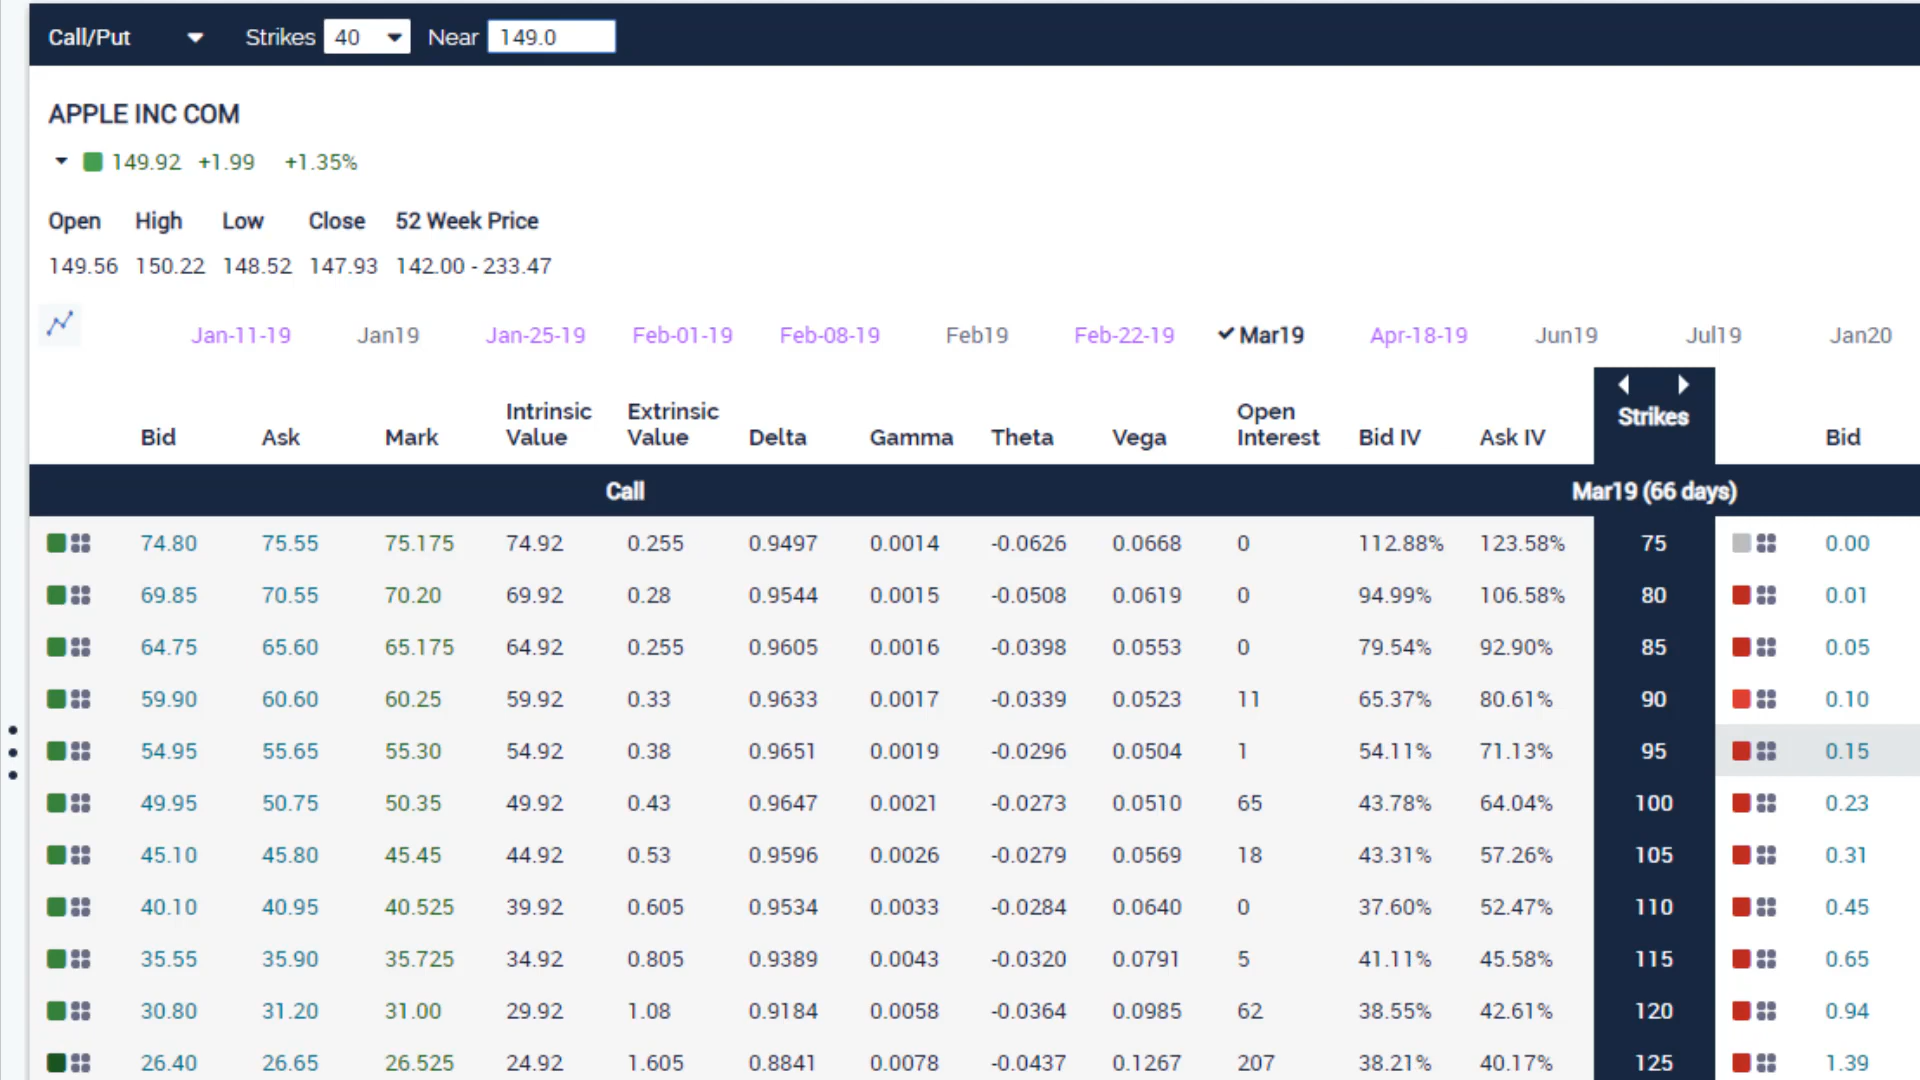 Call/Put Strikes 40 Near 149.0
APPLE INC COM
149.92 +1.99 +1.35%
Open High Low Close 52 Week Price
149.56 150.22 148.52 147.93 142.00 - 233.47
Jan-11-19 Jan19 Jan-25-19 Feb-01-19 Feb-08-19 Feb19 Feb-22-19 Mar19 Apr-18-19 Jun19 Jul19 Jan20
Bid Ask Mark Intrinsic Value Extrinsic Value Delta Gamma Theta Vega Open Interest Bid IV Ask IV Strikes Bid
Call Mar19 (66 days)
74.80 75.55 75.175 74.92 0.255 0.9497 0.0014 -0.0626 0.0668 0 112.88% 123.58% 75 0.00
69.85 70.55 70.20 69.92 0.28 0.9544 0.0015 -0.0508 0.0619 0 94.99% 106.58% 80 0.01
64.75 65.60 65.175 64.92 0.255 0.9605 0.0016 -0.0398 0.0553 0 79.54% 92.90% 85 0.05
59.90 60.60 60.25 59.92 0.33 0.9633 0.0017 -0.0339 0.0523 11 65.37% 80.61% 90 0.10
54.95 55.65 55.30 54.92 0.38 0.9651 0.0019 -0.0296 0.0504 1 54.11% 71.13% 95 0.15
49.95 50.75 50.35 49.92 0.43 0.9647 0.0021 -0.0273 0.0510 65 43.78% 64.04% 100 0.23
45.10 45.80 45.45 44.92 0.53 0.9596 0.0026 -0.0279 0.0569 18 43.31% 57.26% 105 0.31
40.10 40.95 40.525 39.92 0.605 0.9534 0.0033 -0.0284 0.0640 0 37.60% 52.47% 110 0.45
35.55 35.90 35.725 34.92 0.805 0.9389 0.0043 -0.0320 0.0791 5 41.11% 45.58% 115 0.65
30.80 31.20 31.00 29.92 1.08 0.9184 0.0058 -0.0364 0.0985 62 38.55% 42.61% 120 0.94
26.40 26.65 26.525 24.92 1.605 0.8841 0.0078 -0.0437 0.1267 207 38.21% 40.17% 125 1.39